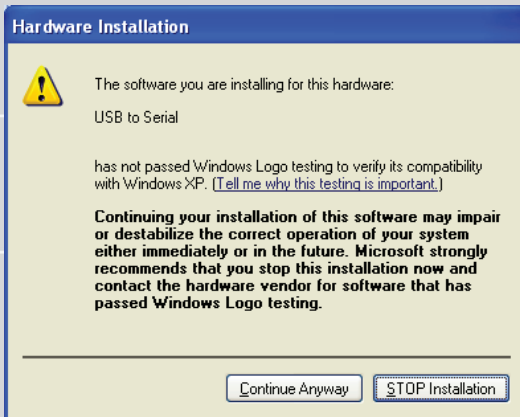 Hardware Installation
The software you are installing for this hardware:
USB to Serial
has not passed Windows Logo testing to verify its compatibility
with Windows XP. (Tell me why this testing is important.)
Continuing your installation of this software may impair
or destabilize the correct operation of your system
either immediately or in the future. Microsoft strongly
recommends that you stop this installation now and
contact the hardware vendor for software that has
passed Windows Logo testing.
Continue Anyway
STOP Installation